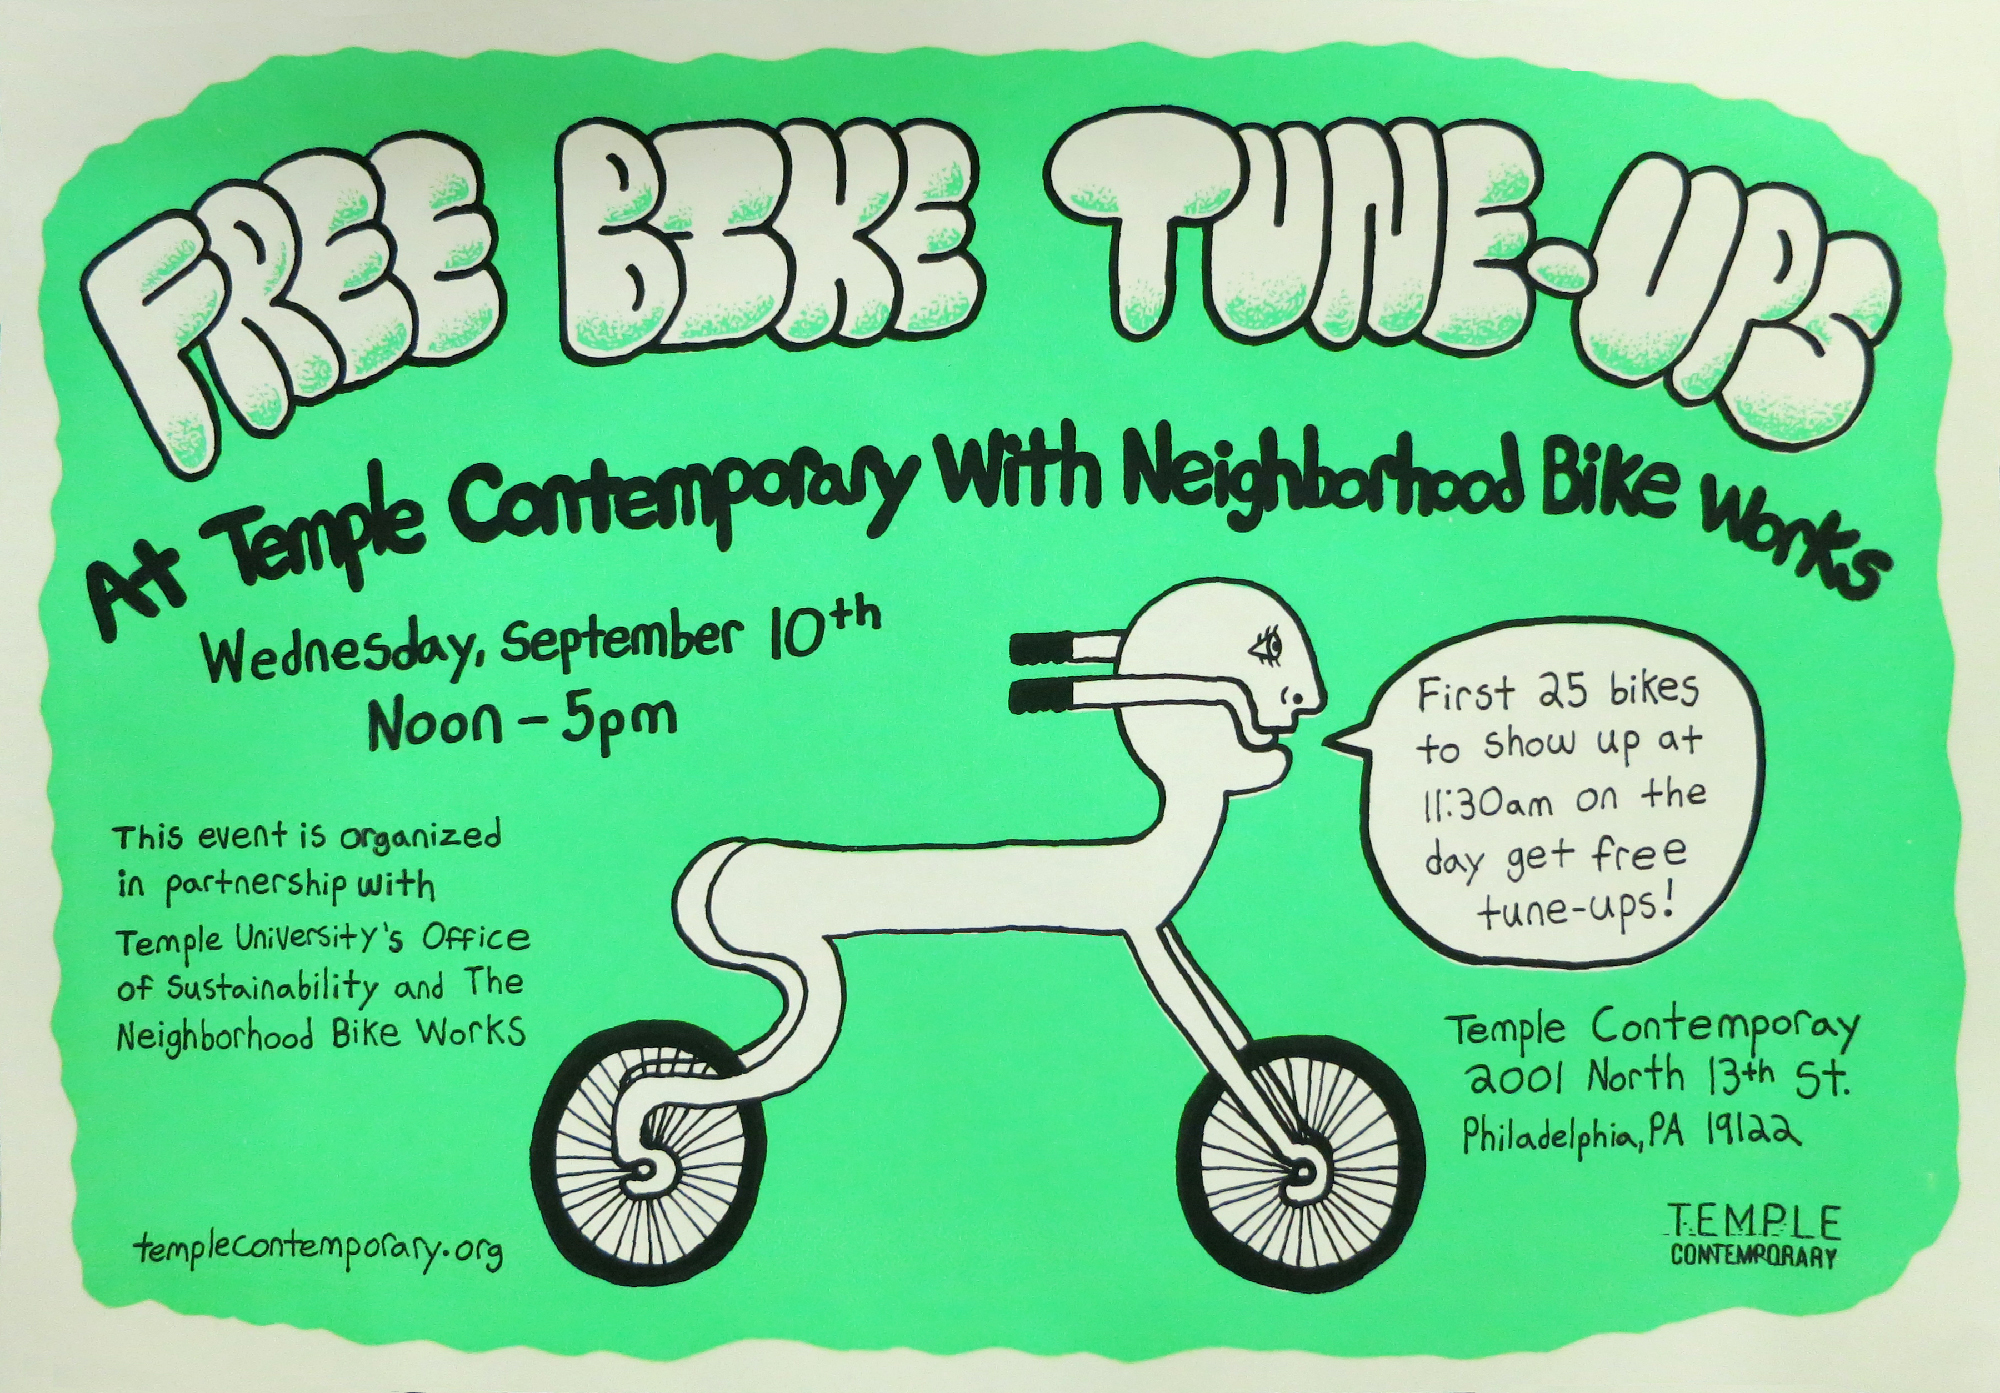 FREE BIKE TUNE-UPS
At Temple Contemporary With Neighborhood Bike Works
Wednesday, September 10th
Noon - 5pm
First 25 bikes
to show up at
11:30am on the
day get free
tune-ups!
This event is organized
in partnership with
Temple University's Office
of Sustainability and The
Neighborhood Bike Works
Temple Contemporay
2001 North 13th St.
Philadelphia, PA 19122
templecontemporary.org
TEMPLE
CONTEMPORARY